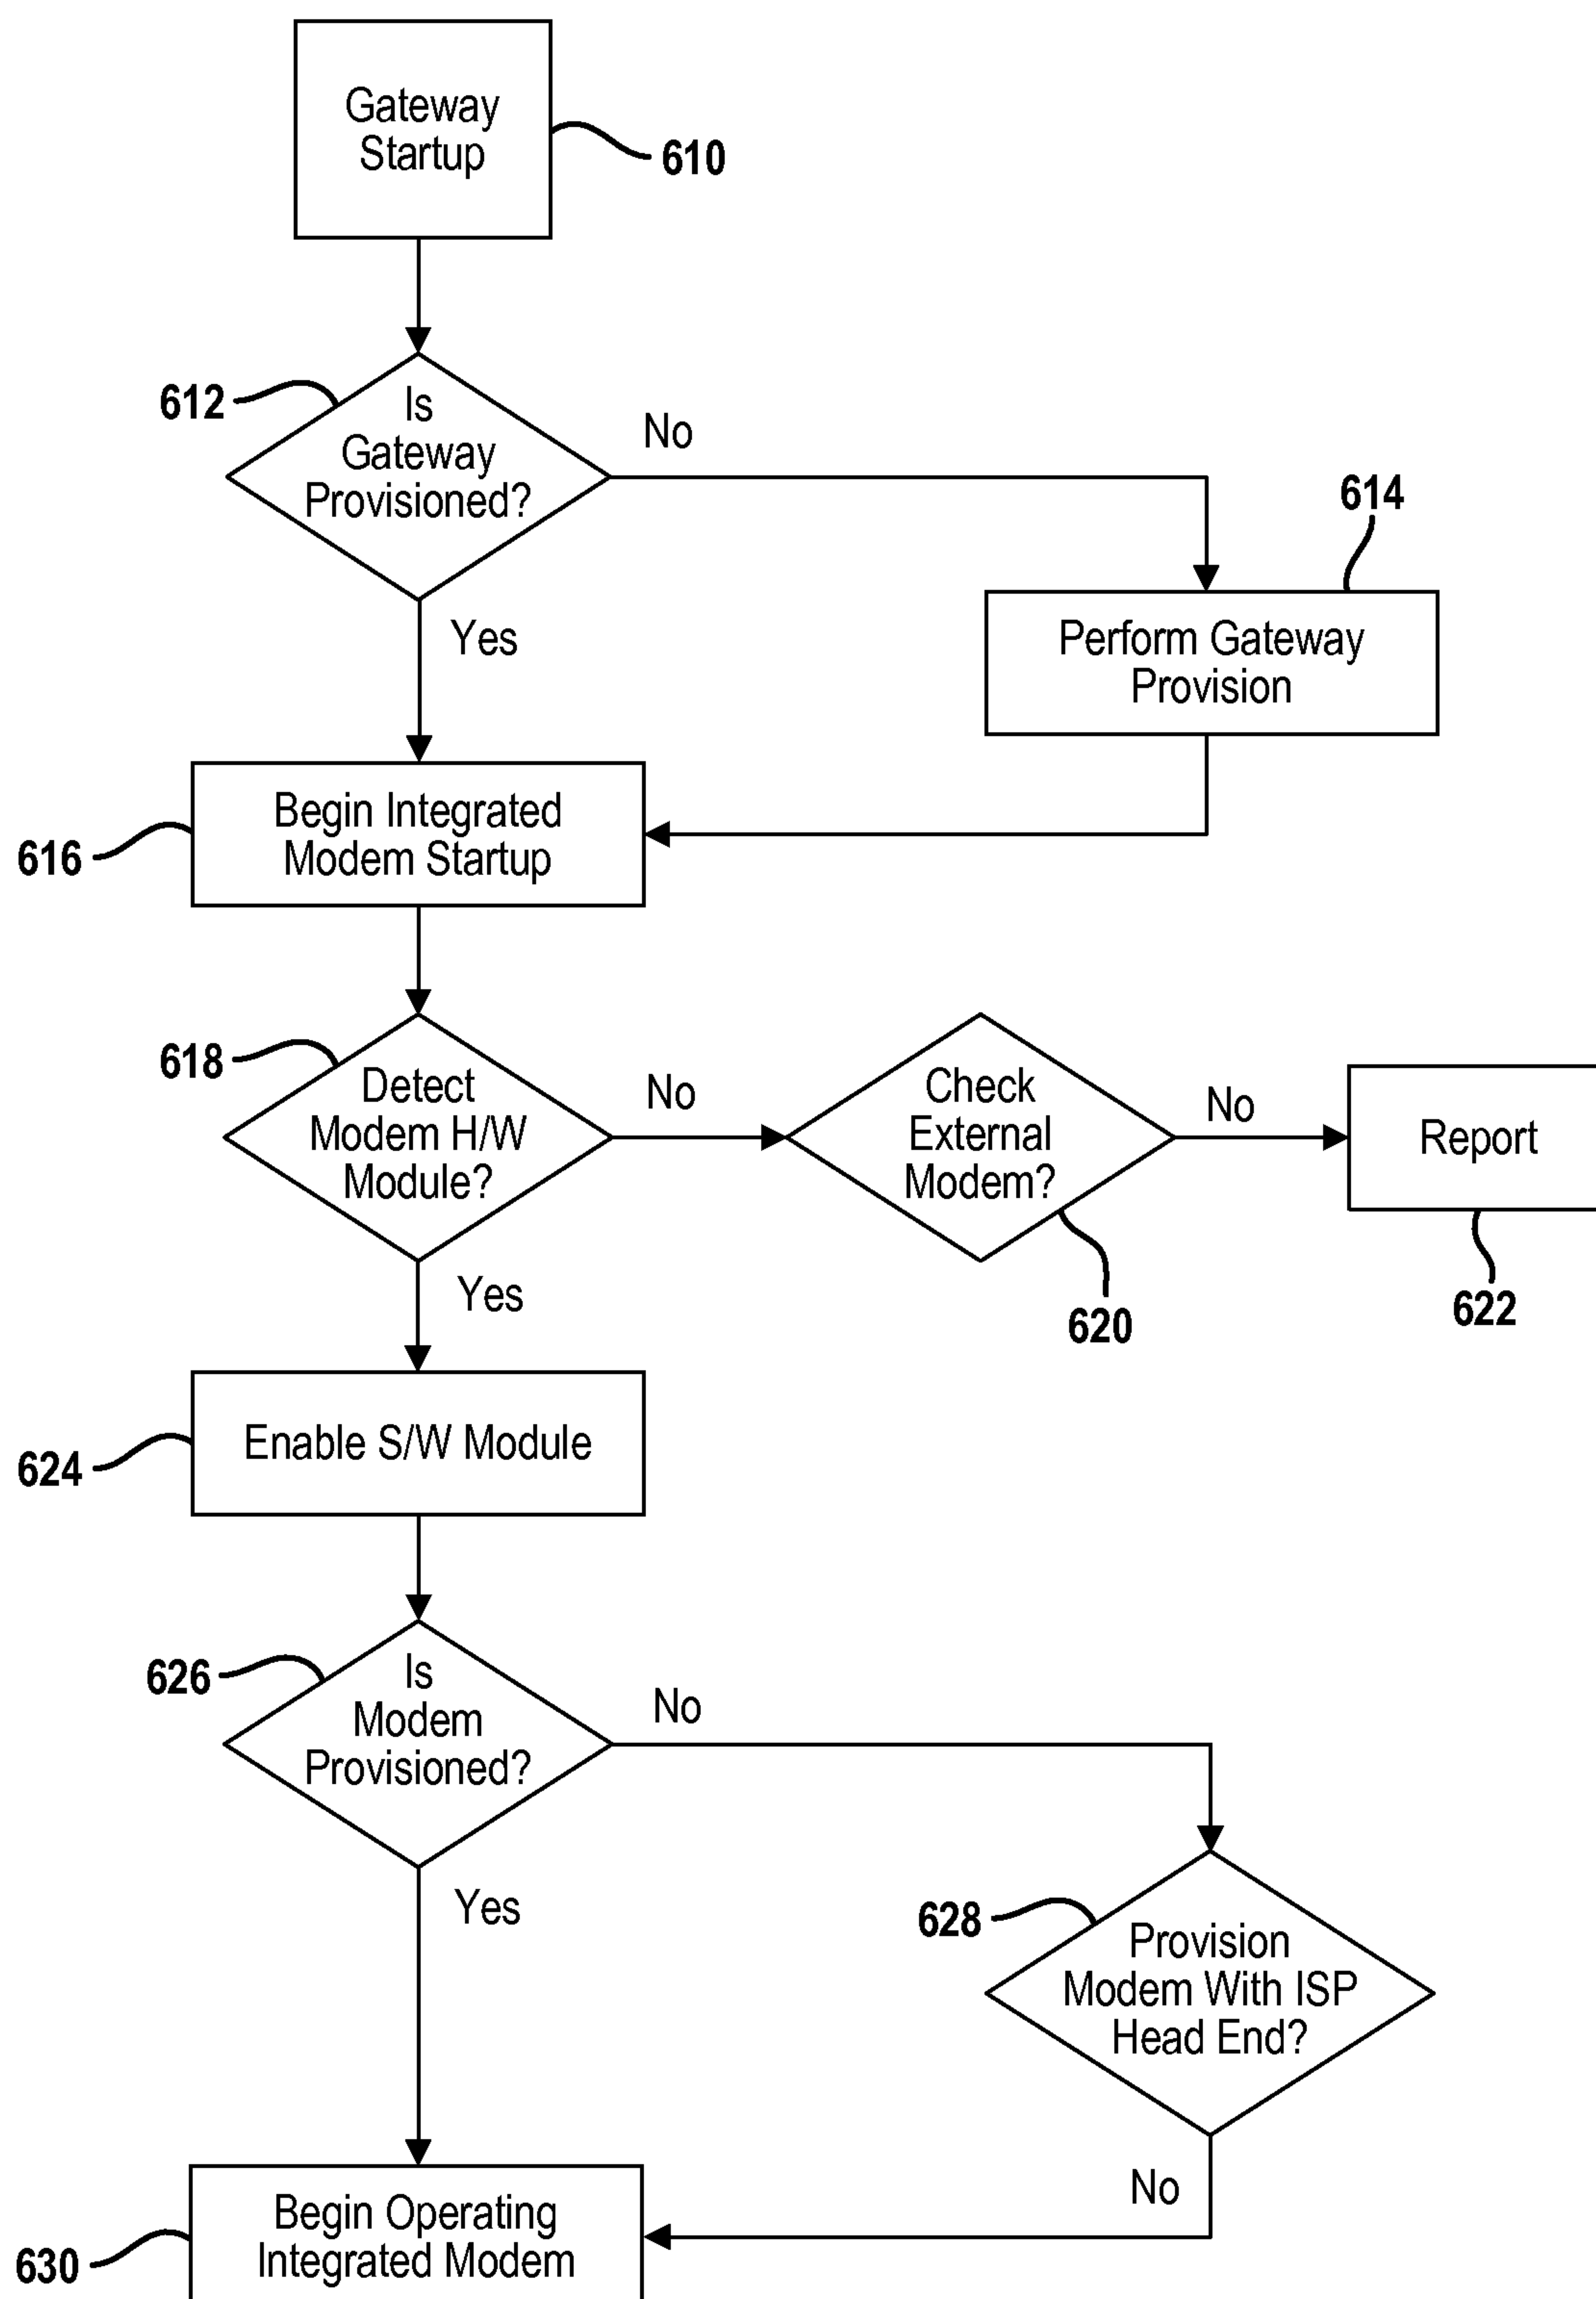 Gateway
Startup
610
612
Is
Gateway
Provisioned?
No
614
Yes
Perform Gateway
Provision
616
Begin Integrated
Modem Startup
618
Detect
Modem H/W
Module?
No
Check
External
Modem?
No
Report
620
622
Yes
624
Enable S/W Module
626
Is
Modem
Provisioned?
No
Yes
628
Provision
Modem With ISP
Head End?
No
630
Begin Operating
Integrated Modem